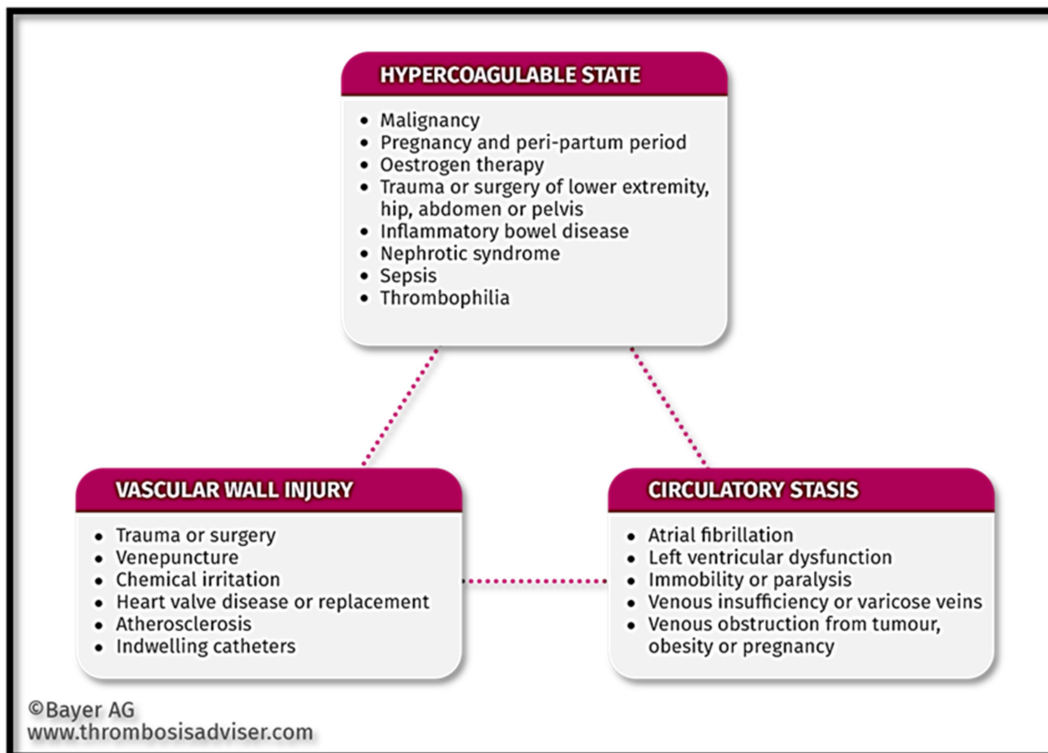 HYPERCOAGULABLE STATE
• Malignancy
• Pregnancy and peri-partum period
• Oestrogen therapy
• Trauma or surgery of lower extremity,
hip, abdomen or pelvis
• Inflammatory bowel disease
• Nephrotic syndrome
• Sepsis
• Thrombophilia
VASCULAR WALL INJURY
• Trauma or surgery
• Venepuncture
• Chemical irritation
• Heart valve disease or replacement
• Atherosclerosis
• Indwelling catheters
CIRCULATORY STASIS
• Atrial fibrillation
• Left ventricular dysfunction
• Immobility or paralysis
• Venous insufficiency or varicose veins
• Venous obstruction from tumour,
obesity or pregnancy
©Bayer AG
www.thrombosisadviser.com